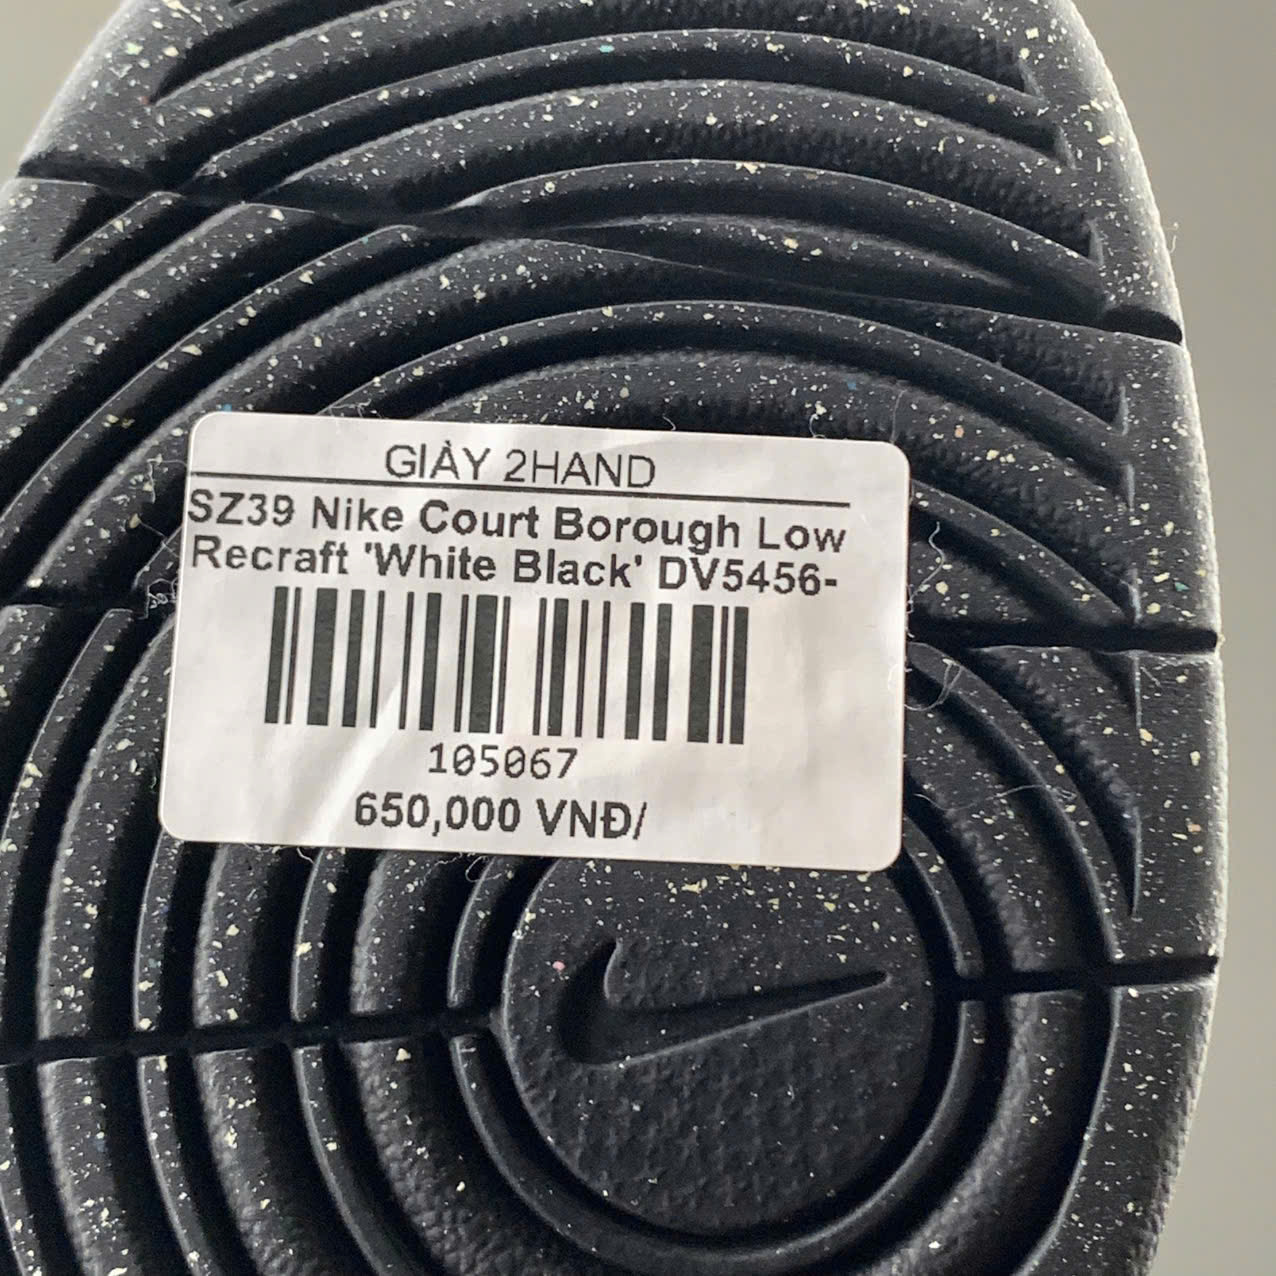 GIÀY 2HAND
SZ39 Nike Court Borough Low
Recraft 'White Black' DV5456-
105067
650,000 VNĐ/